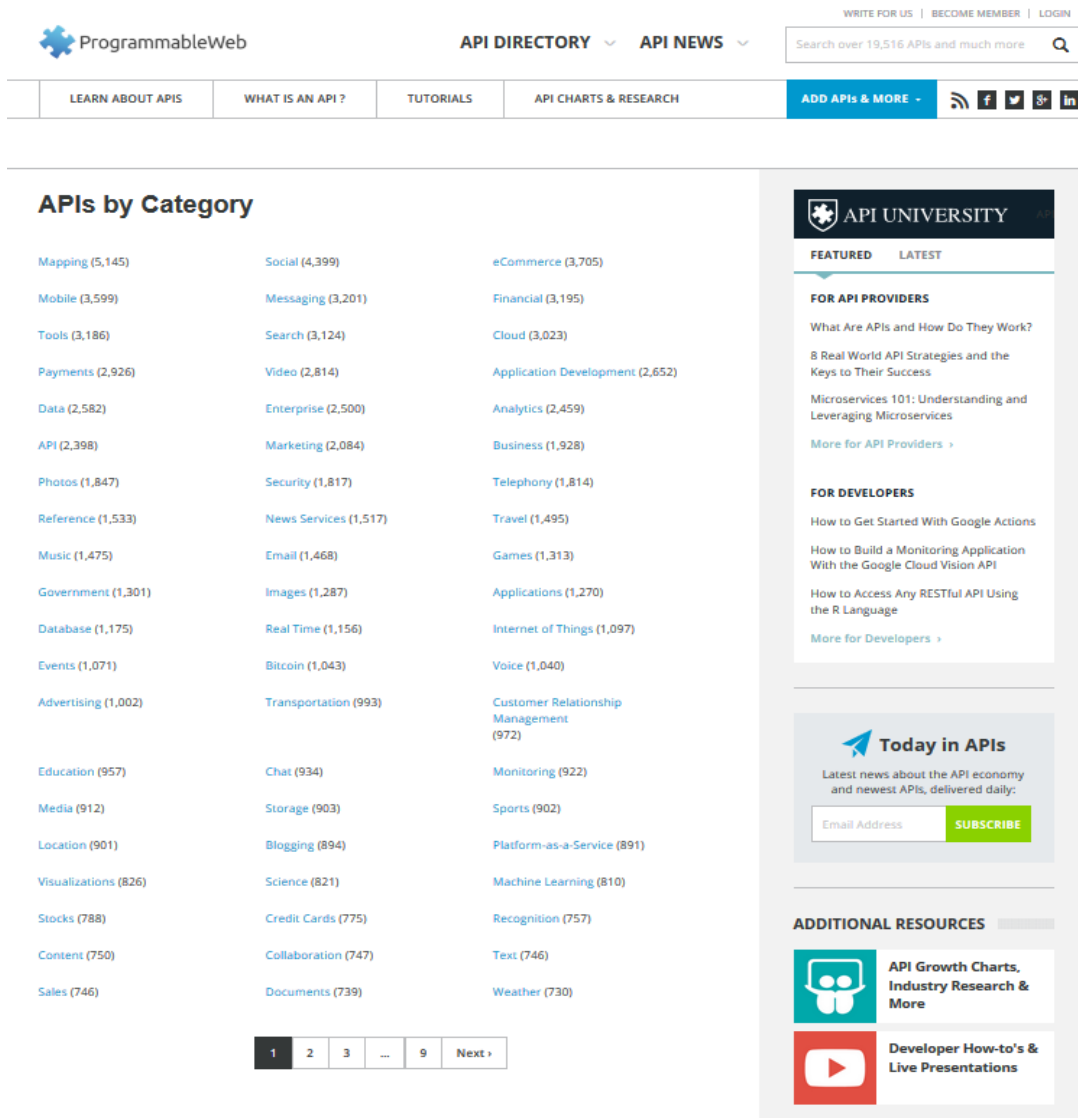 WRITE FOR US | BECOME MEMBER | LOGIN
ProgrammableWeb
API DIRECTORY API NEWS
Search over 19,516 APIs and much more
LEARN ABOUT APIS WHAT IS AN API ? TUTORIALS API CHARTS & RESEARCH
ADD APIs & MORE
f g+ in
APIs by Category
Mapping (5,145) Social (4,399) eCommerce (3,705)
Mobile (3,599) Messaging (3,201) Financial (3,195)
Tools (3,186) Search (3,124) Cloud (3,023)
Payments (2,926) Video (2,814) Application Development (2,652)
Data (2,582) Enterprise (2,500) Analytics (2,459)
API (2,398) Marketing (2,084) Business (1,928)
Photos (1,847) Security (1,817) Telephony (1,814)
Reference (1,533) News Services (1,517) Travel (1,495)
Music (1,475) Email (1,468) Games (1,313)
Government (1,301) Images (1,287) Applications (1,270)
Database (1,175) Real Time (1,156) Internet of Things (1,097)
Events (1,071) Bitcoin (1,043) Voice (1,040)
Advertising (1,002) Transportation (993) Customer Relationship
Management
(972)
Education (957) Chat (934) Monitoring (922)
Media (912) Storage (903) Sports (902)
Location (901) Blogging (894) Platform-as-a-Service (891)
Visualizations (826) Science (821) Machine Learning (810)
Stocks (788) Credit Cards (775) Recognition (757)
Content (750) Collaboration (747) Text (746)
Sales (746) Documents (739) Weather (730)
1 2 3 ... 9 Next ›
API UNIVERSITY
FEATURED LATEST
FOR API PROVIDERS
What Are APIs and How Do They Work?
8 Real World API Strategies and the
Keys to Their Success
Microservices 101: Understanding and
Leveraging Microservices
More for API Providers ›
FOR DEVELOPERS
How to Get Started With Google Actions
How to Build a Monitoring Application
With the Google Cloud Vision API
How to Access Any RESTful API Using
the R Language
More for Developers ›
Today in APIs
Latest news about the API economy
and newest APIs, delivered daily:
Email Address SUBSCRIBE
ADDITIONAL RESOURCES
API Growth Charts,
Industry Research &
More
Developer How-to's &
Live Presentations